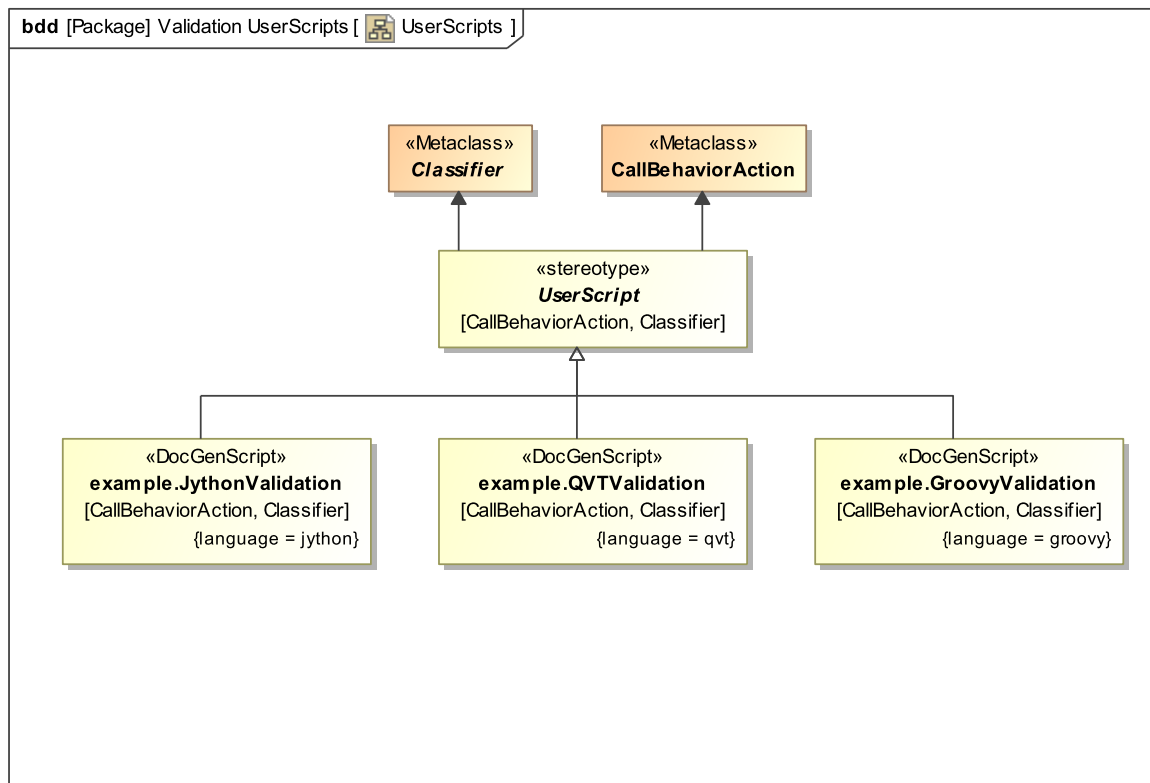 bdd [Package] Validation UserScripts [ UserScripts ]
«Metaclass»
Classifier
«Metaclass»
CallBehaviorAction
«stereotype»
UserScript
[CallBehaviorAction, Classifier]
«DocGenScript»
example.JythonValidation
[CallBehaviorAction, Classifier]
{language = jython}
«DocGenScript»
example.QVTValidation
[CallBehaviorAction, Classifier]
{language = qvt}
«DocGenScript»
example.GroovyValidation
[CallBehaviorAction, Classifier]
{language = groovy}